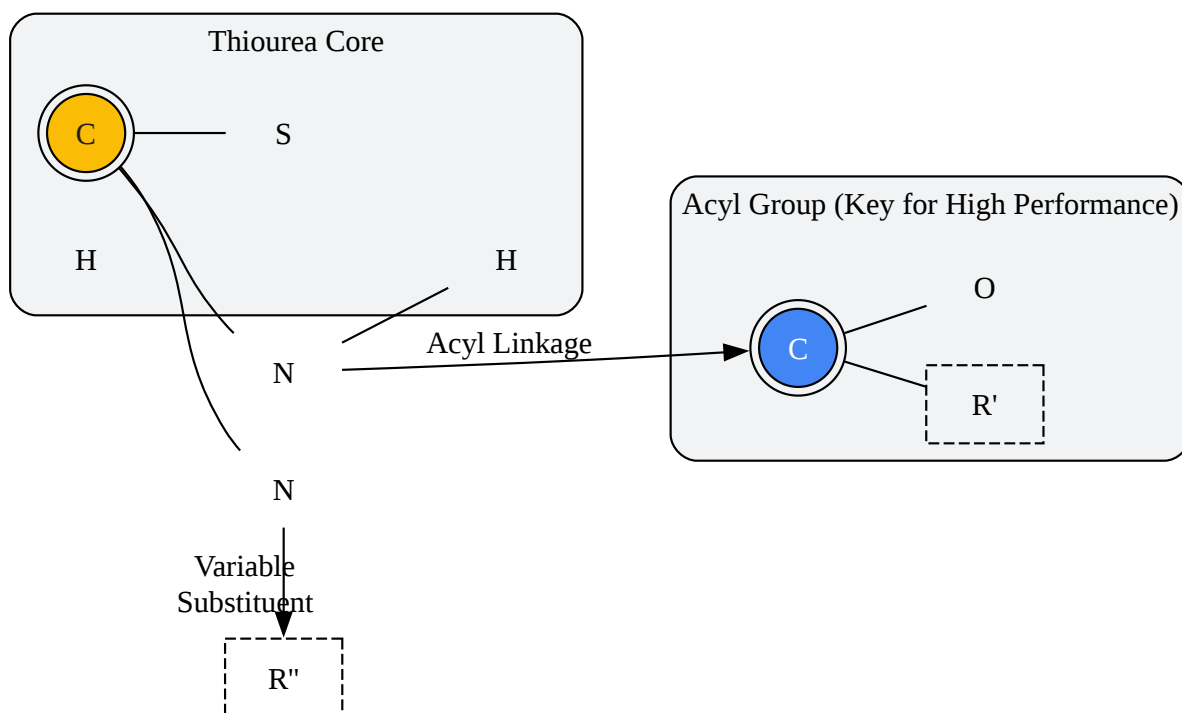 Thiourea Core
C
S
H
H
N
N
Acyl Linkage
Acyl Group (Key for High Performance)
O
C
R'
Variable
Substituent
R"